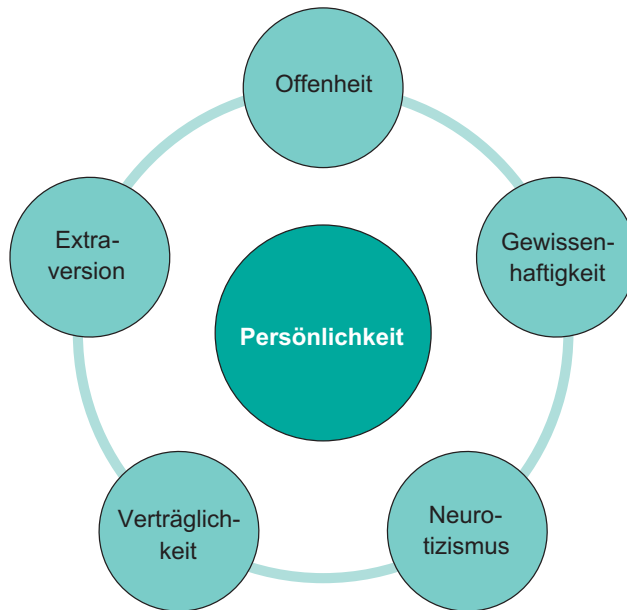 Offenheit
Extra-
version
Gewissen-
haftigkeit
Persönlichkeit
Verträglich-
keit
Neuro-
tizismus